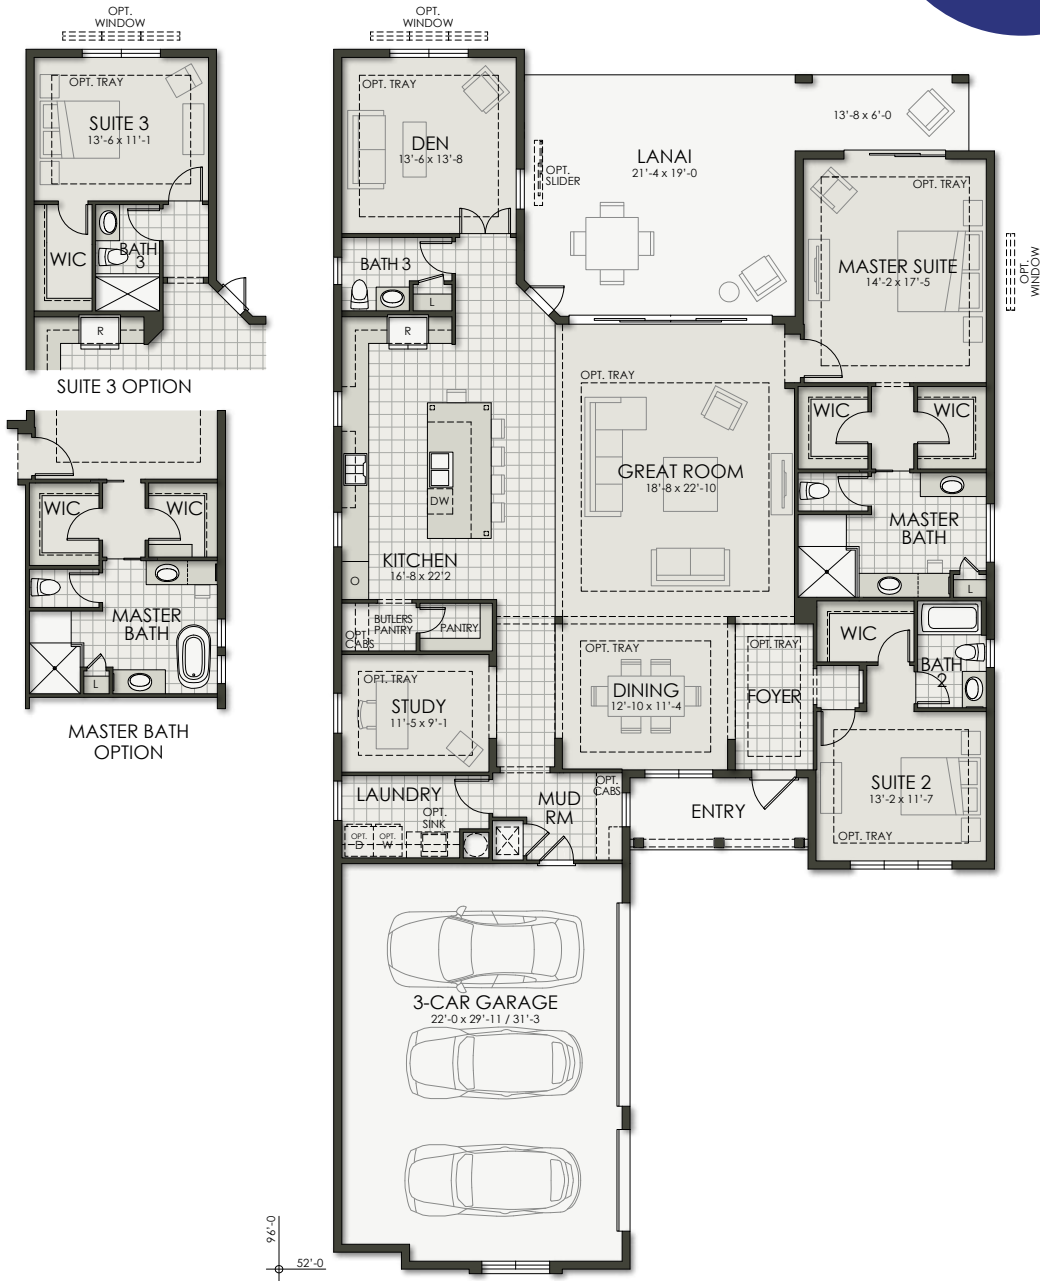 OPT.
WINDOW
OPT. TRAY
SUITE 3
13'-6 x 11'-1
WIC
BATH
3
R
SUITE 3 OPTION
WIC
WIC
MASTER
BATH
L
MASTER BATH
OPTION
OPT.
WINDOW
OPT. TRAY
DEN
13'-6 x 13'-8
OPT.
SLIDER
LANAI
21'-4 x 19'-0
13'-8 x 6'-0
OPT. TRAY
MASTER SUITE
14'-2 x 17'-5
OPT.
WINDOW
BATH 3
L
R
OPT. TRAY
GREAT ROOM
18'-8 x 22'-10
DW
KITCHEN
16'-8 x 22'2
WIC
WIC
MASTER
BATH
L
BUTLERS
PANTRY
OPT.
CABS
PANTRY
OPT. TRAY
STUDY
11'-5 x 9'-1
OPT. TRAY
DINING
12'-10 x 11'-4
OPT. TRAY
FOYER
WIC
BATH
2
LAUNDRY
OPT.
SINK
OPT.
D
OPT.
W
MUD
RM
OPT.
CABS
ENTRY
SUITE 2
13'-2 x 11'-7
OPT. TRAY
3-CAR GARAGE
22'-0 x 29'-11 / 31'-3
96'-0
52'-0